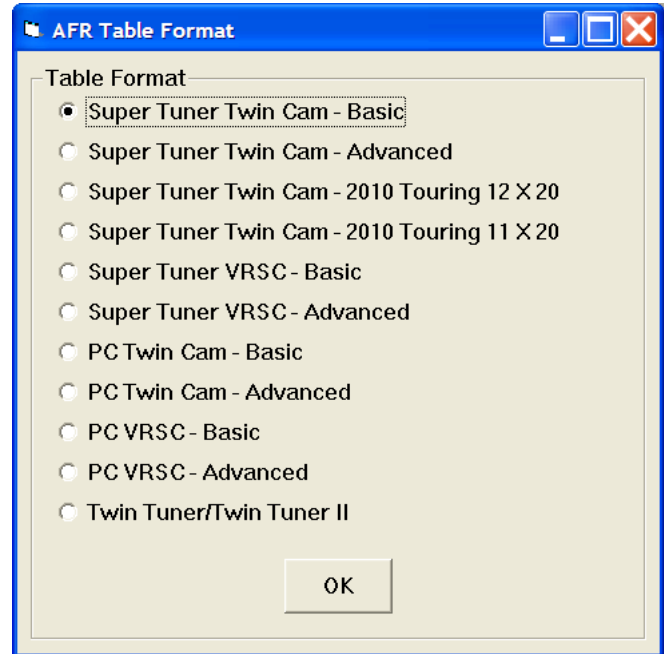 AFR Table Format
Table Format
Super Tuner Twin Cam - Basic
Super Tuner Twin Cam - Advanced
Super Tuner Twin Cam - 2010 Touring 12 X 20
Super Tuner Twin Cam - 2010 Touring 11 X 20
Super Tuner VRSC - Basic
Super Tuner VRSC - Advanced
PC Twin Cam - Basic
PC Twin Cam - Advanced
PC VRSC - Basic
PC VRSC - Advanced
Twin Tuner/Twin Tuner II
OK